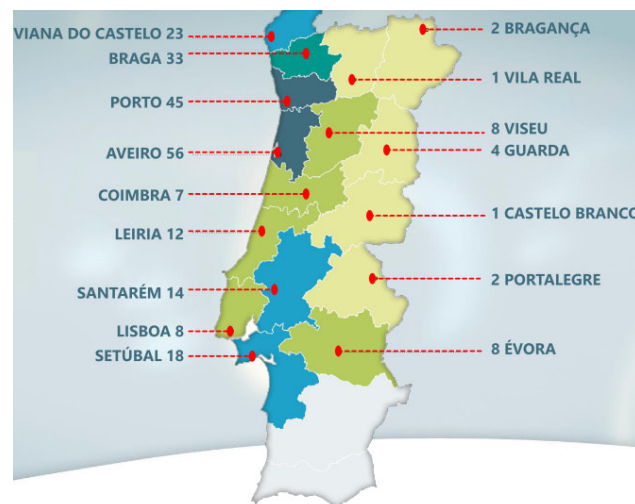 VIANA DO CASTELO 23
BRAGA 33
PORTO 45
AVEIRO 56
COIMBRA 7
LEIRIA 12
SANTARÉM 14
LISBOA 8
SETÚBAL 18
2 BRAGANÇA
1 VILA REAL
8 VISEU
4 GUARDA
1 CASTELO BRANCO
2 PORTALEGRE
8 ÉVORA